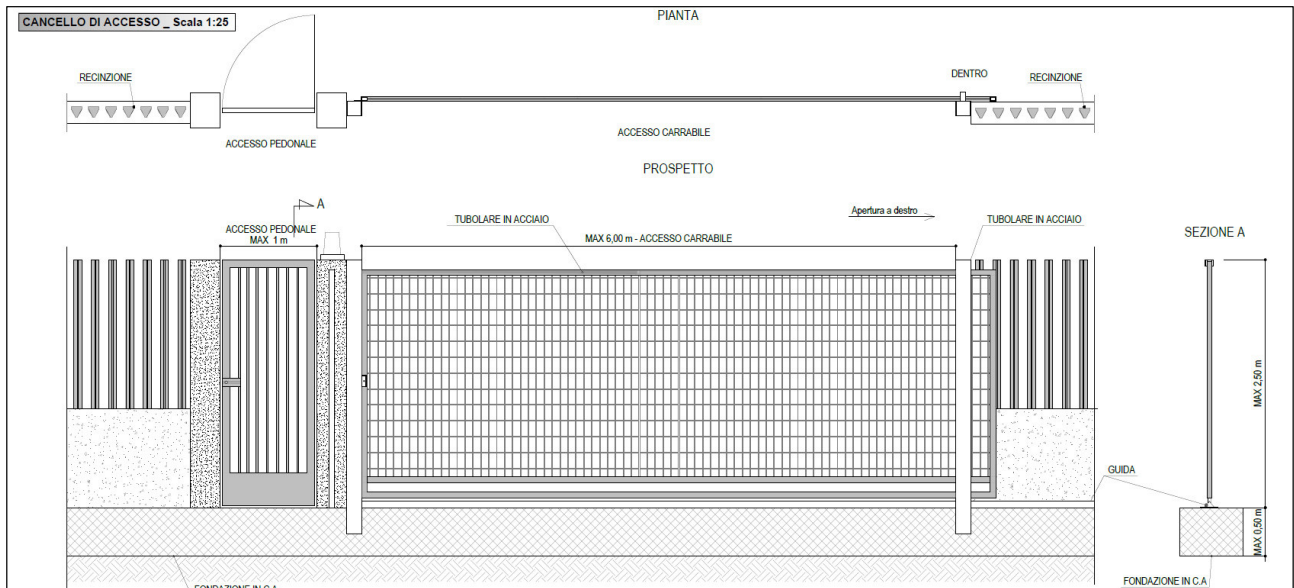 CANCELLO DI ACCESSO _ Scala 1:25
PIANTA
RECINZIONE
DENTRO
RECINZIONE
ACCESSO PEDONALE
ACCESSO CARRABILE
PROSPETTO
A
Apertura a destro
ACCESSO PEDONALE
MAX 1 m
TUBOLARE IN ACCIAIO
TUBOLARE IN ACCIAIO
MAX 6,00 m - ACCESSO CARRABILE
SEZIONE A
MAX 2,50 m
GUIDA
MAX 0,50 m
FONDAZIONE IN C.A
FONDAZIONE IN C.A